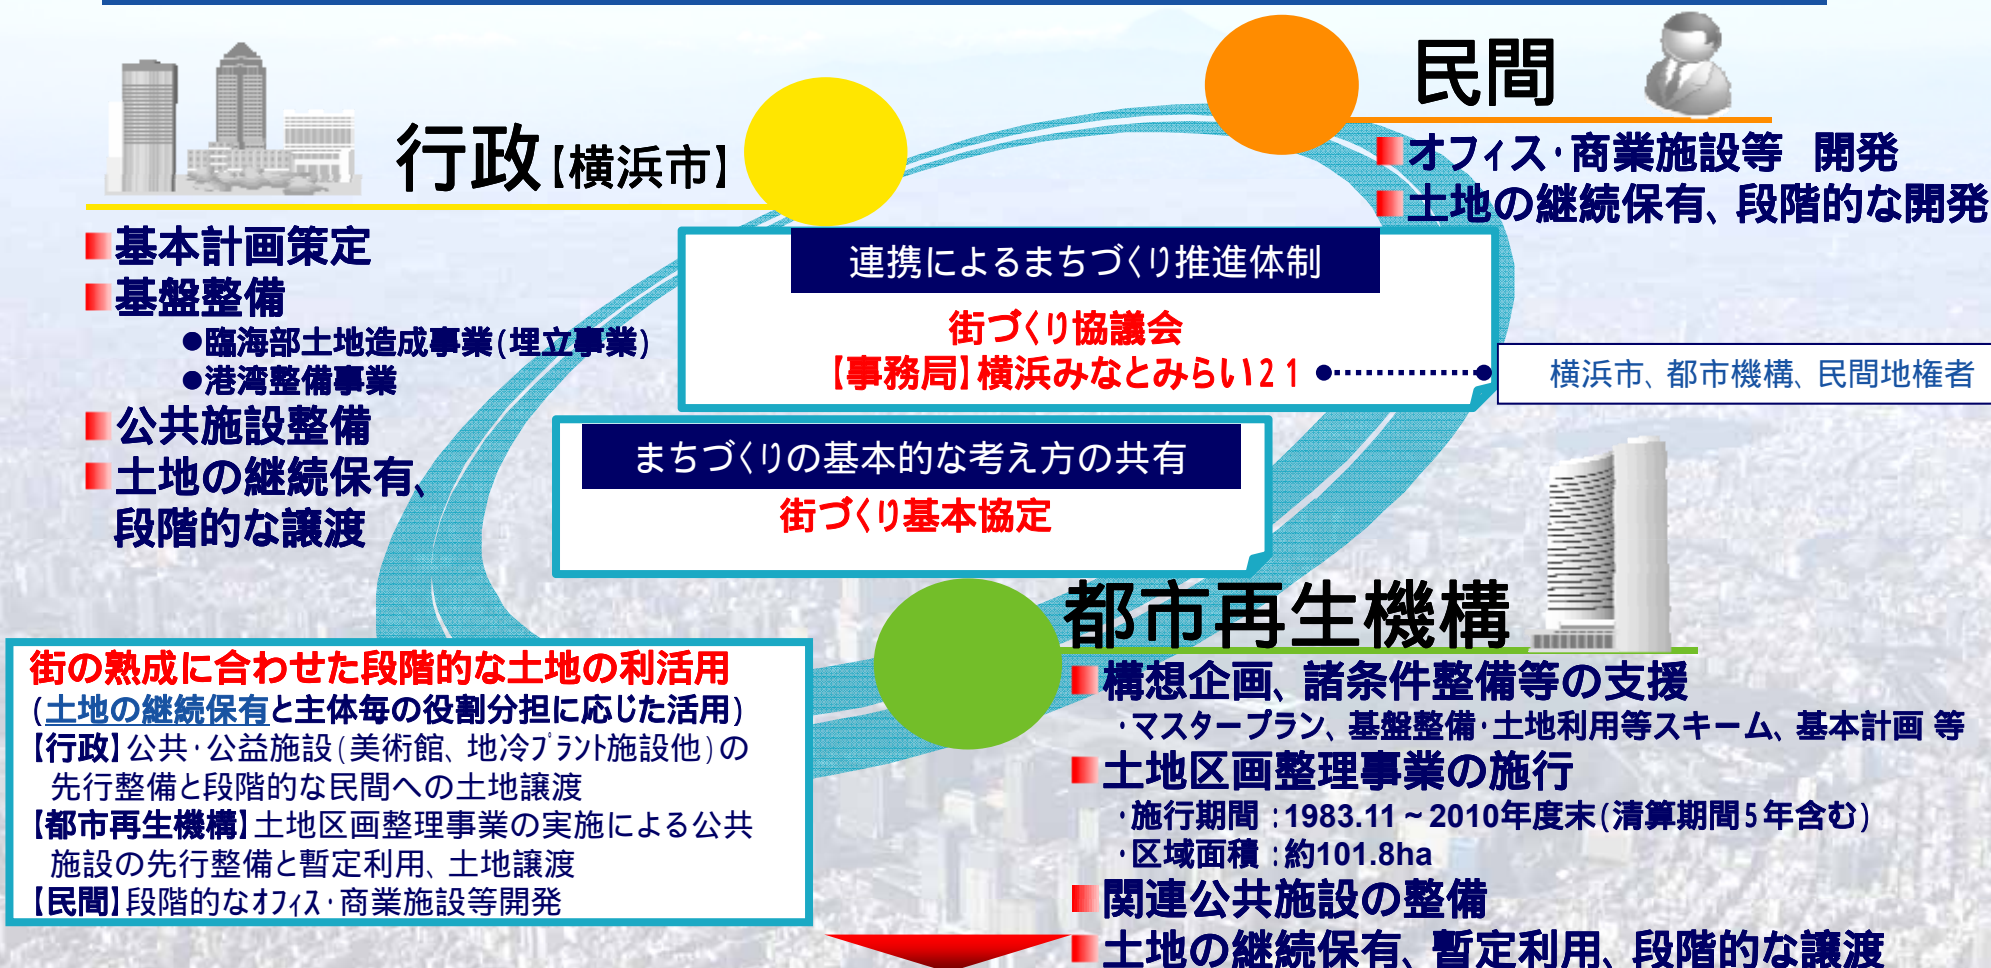 行政【横浜市】
■基本計画策定
■基盤整備
●臨海部土地造成事業(埋立事業)
●港湾整備事業
■公共施設整備
■土地の継続保有、
段階的な譲渡
民間
■オフィス・商業施設等 開発
■土地の継続保有、段階的な開発
連携によるまちづくり推進体制
街づくり協議会
【事務局】横浜みなとみらい21
横浜市、都市機構、民間地権者
まちづくりの基本的な考え方の共有
街づくり基本協定
都市再生機構
■構想企画、諸条件整備等の支援
・マスタープラン、基盤整備・土地利用等スキーム、基本計画 等
■土地区画整理事業の施行
・施行期間:1983.11~2010年度末(清算期間5年含む)
・区域面積:約101.8ha
■関連公共施設の整備
■土地の継続保有、暫定利用、段階的な譲渡
街の熟成に合わせた段階的な土地の利活用
(土地の継続保有と主体毎の役割分担に応じた活用)
【行政】公共・公益施設(美術館、地冷プラント施設他)の
先行整備と段階的な民間への土地譲渡
【都市再生機構】土地区画整理事業の実施による公共
施設の先行整備と暫定利用、土地譲渡
【民間】段階的なオフィス・商業施設等開発